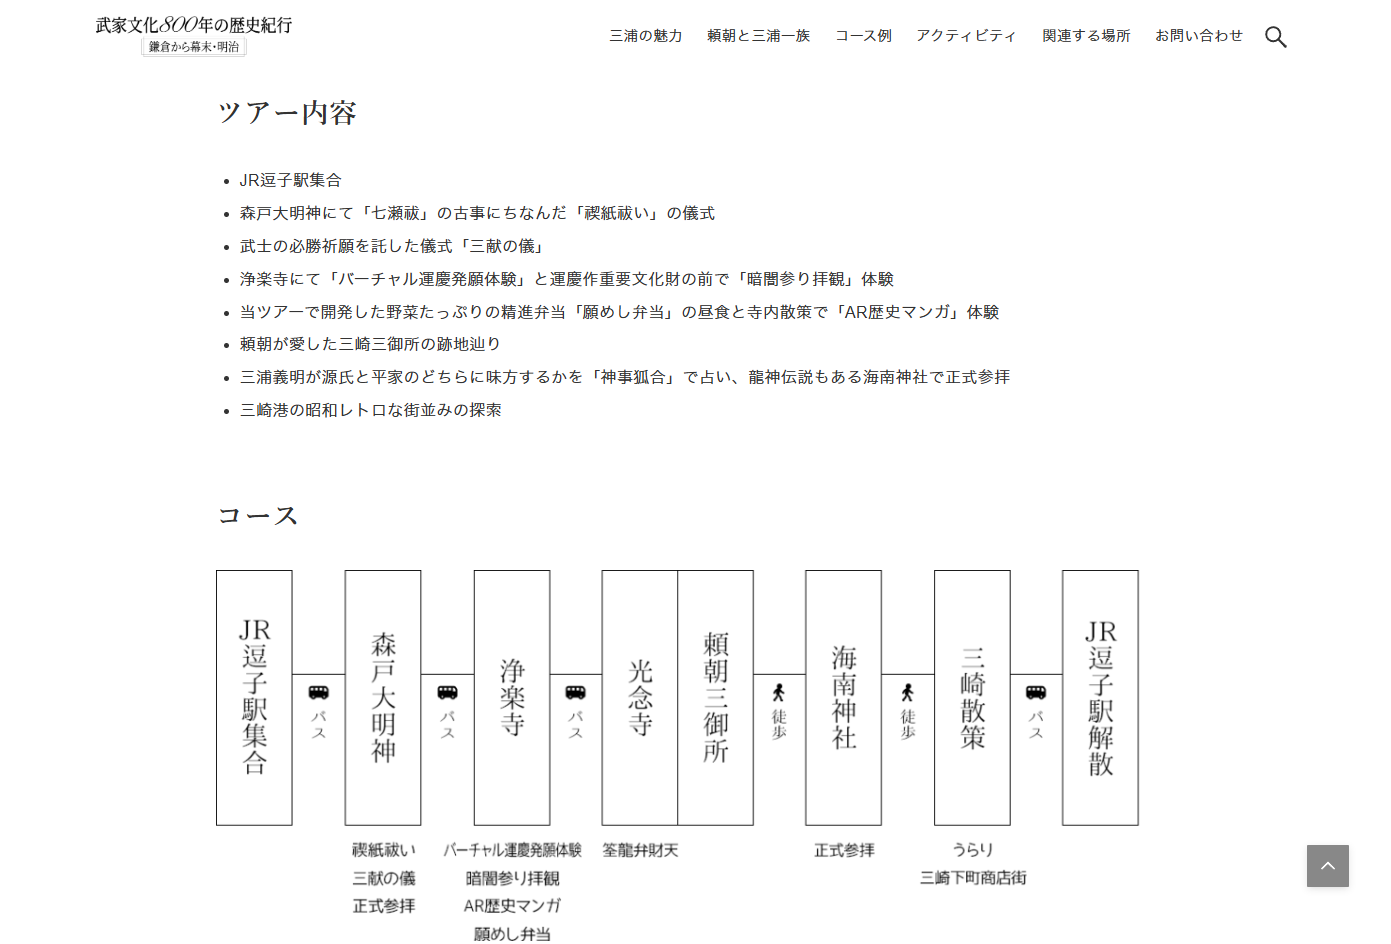 武家文化800年の歴史紀行
鎌倉から幕末・明治
三浦の魅力
頼朝と三浦一族
コース例
アクティビティ
関連する場所
お問い合わせ
ツアー内容
JR逗子駅集合
森戸大明神にて「七瀬祓」の古事にちなんだ「禊紙祓い」の儀式
武士の必勝祈願を託した儀式「三献の儀」
浄楽寺にて「バーチャル運慶発願体験」と運慶作重要文化財の前で「暗闇参り拝観」体験
当ツアーで開発した野菜たっぷりの精進弁当「願めし弁当」の昼食と寺内散策で「AR歴史マンガ」体験
頼朝が愛した三崎三御所の跡地辿り
三浦義明が源氏と平家のどちらに味方するかを「神事狐合」で占い、龍神伝説もある海南神社で正式参拝
三崎港の昭和レトロな街並みの探索
コース
JR逗子駅集合
バス
森戸大明神
禊紙祓い
三献の儀
正式参拝
バス
浄楽寺
バーチャル運慶発願体験
暗闇参り拝観
AR歴史マンガ
願めし弁当
バス
光念寺
筌龍弁財天
頼朝三御所
徒歩
海南神社
正式参拝
徒歩
三崎散策
うらり
三崎下町商店街
バス
JR逗子駅解散